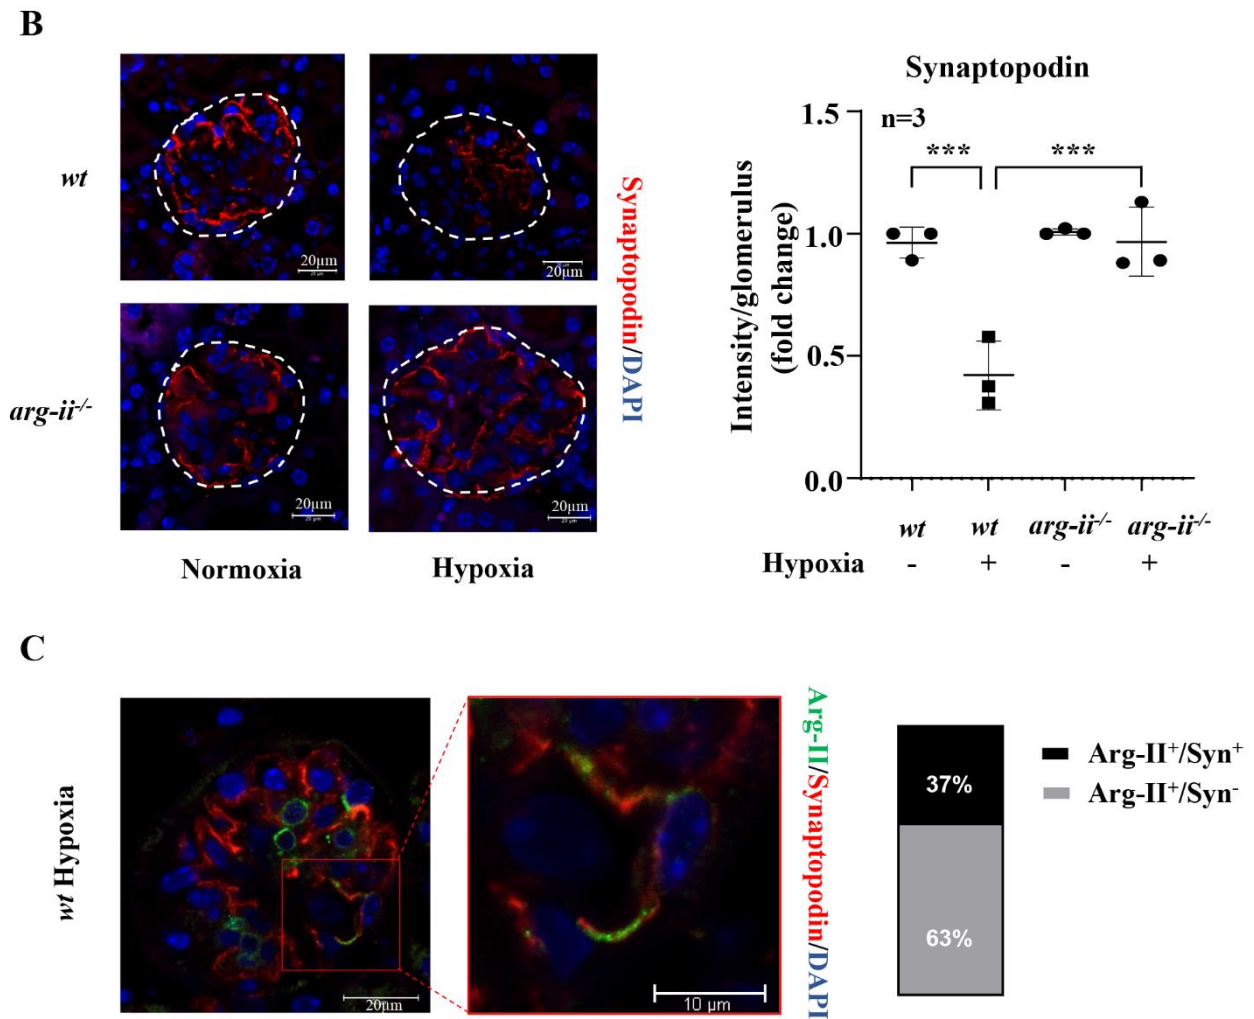 B
wt
arg-ii-/-
20µm
20µm
20µm
20µm
Normoxia
Hypoxia
Synaptopodin/DAPI
Synaptopodin
n=3
***
***
Intensity/glomerulus
(fold change)
1.5
1.0
0.5
0.0
wt
wt
arg-ii-/-
arg-ii-/-
Hypoxia
-
+
-
+
C
wt Hypoxia
20µm
10 µm
Arg-II/Synaptopodin/DAPI
37%
63%
Arg-II+/Syn+
Arg-II+/Syn-